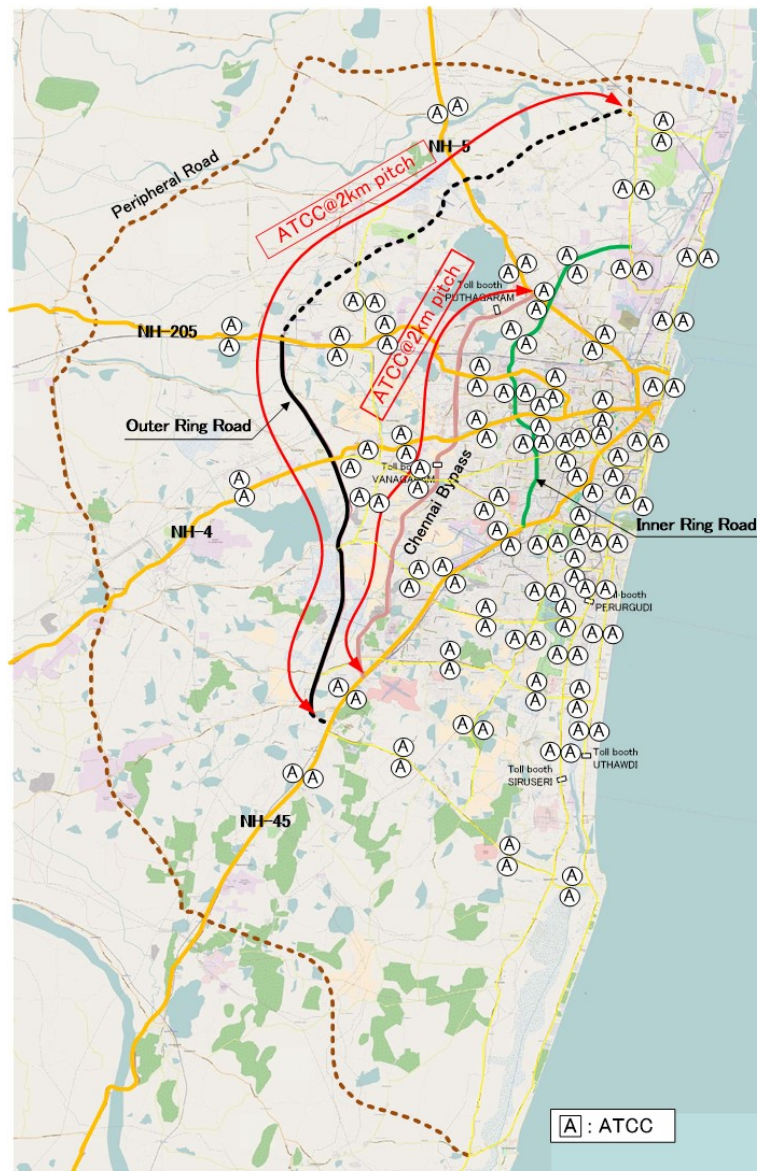 Peripheral Road
NH-5
ATCC@2km pitch
ATCC@2km pitch
Toll booth
PUTHAGARAM
NH-205
Outer Ring Road
Toll booth
VANAGARAM
Chennai Bypass
NH-4
Inner Ring Road
Toll booth
PERURGUDI
Toll booth
UTHAWDI
Toll booth
SIRUSERI
NH-45
A : ATCC